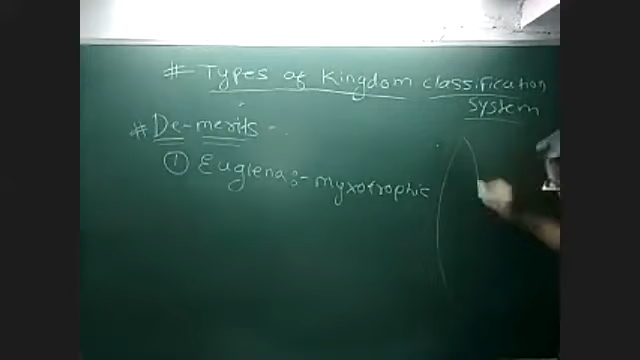 # Types of Kingdom classification
System
# De-merits -
① Euglena :- myxotrophic